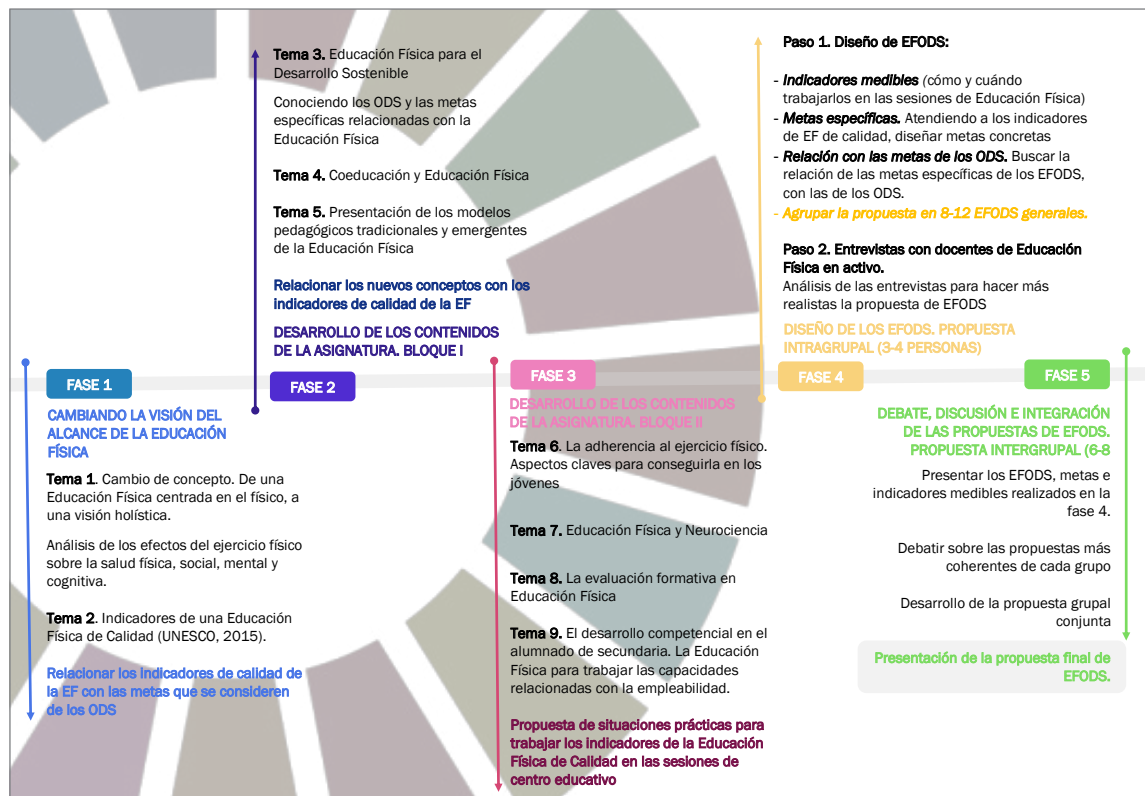 FASE 1
CAMBIANDO LA VISIÓN DEL
ALCANCE DE LA EDUCACIÓN
FÍSICA
Tema 1. Cambio de concepto. De una
Educación Física centrada en el físico, a
una visión holística.
Análisis de los efectos del ejercicio físico
sobre la salud física, social, mental y
cognitiva.
Tema 2. Indicadores de una Educación
Física de Calidad (UNESCO, 2015).
Relacionar los indicadores de calidad de
la EF con las metas que se consideren
de los ODS
Tema 3. Educación Física para el
Desarrollo Sostenible
Conociendo los ODS y las metas
específicas relacionadas con la
Educación Física
Tema 4. Coeducación y Educación Física
Tema 5. Presentación de los modelos
pedagógicos tradicionales y emergentes
de la Educación Física
Relacionar los nuevos conceptos con los
indicadores de calidad de la EF
DESARROLLO DE LOS CONTENIDOS
DE LA ASIGNATURA. BLOQUE I
FASE 2
FASE 3
DESARROLLO DE LOS CONTENIDOS
DE LA ASIGNATURA. BLOQUE II
Tema 6. La adherencia al ejercicio físico.
Aspectos claves para conseguirla en los
jóvenes
Tema 7. Educación Física y Neurociencia
Tema 8. La evaluación formativa en
Educación Física
Tema 9. El desarrollo competencial en el
alumnado de secundaria. La Educación
Física para trabajar las capacidades
relacionadas con la empleabilidad.
Propuesta de situaciones prácticas para
trabajar los indicadores de la Educación
Física de Calidad en las sesiones de
centro educativo
Paso 1. Diseño de EFODS:
- Indicadores medibles (cómo y cuándo
trabajarlos en las sesiones de Educación Física)
- Metas específicas. Atendiendo a los indicadores
de EF de calidad, diseñar metas concretas
- Relación con las metas de los ODS. Buscar la
relación de las metas específicas de los EFODS,
con las de los ODS.
- Agrupar la propuesta en 8-12 EFODS generales.
Paso 2. Entrevistas con docentes de Educación
Física en activo.
Análisis de las entrevistas para hacer más
realistas la propuesta de EFODS
DISEÑO DE LOS EFODS. PROPUESTA
INTRAGRUPAL (3-4 PERSONAS)
FASE 4
FASE 5
DEBATE, DISCUSIÓN E INTEGRACIÓN
DE LAS PROPUESTAS DE EFODS.
PROPUESTA INTERGRUPAL (6-8
Presentar los EFODS, metas e
indicadores medibles realizados en la
fase 4.
Debatir sobre las propuestas más
coherentes de cada grupo
Desarrollo de la propuesta grupal
conjunta
Presentación de la propuesta final de
EFODS.